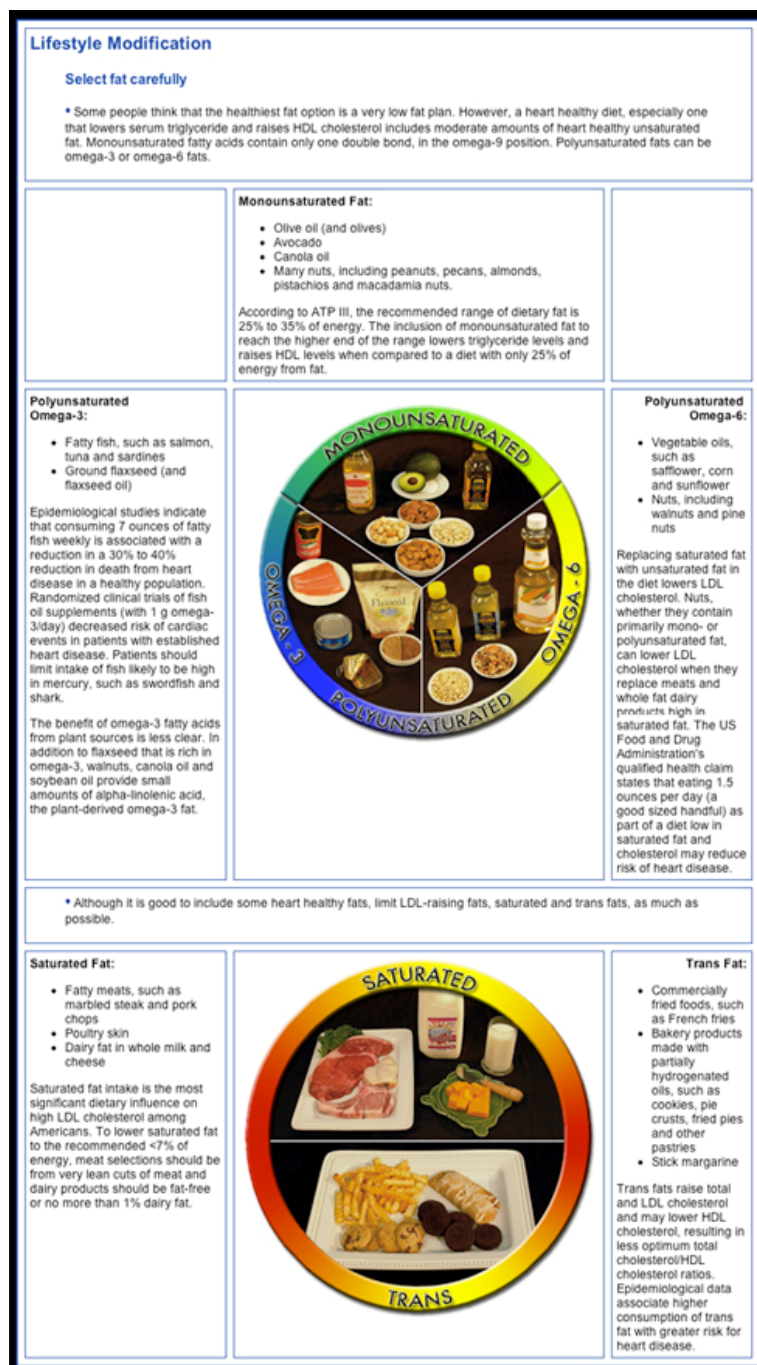 Lifestyle Modification
Select fat carefully
• Some people think that the healthiest fat option is a very low fat plan. However, a heart healthy diet, especially one
that lowers serum triglyceride and raises HDL cholesterol includes moderate amounts of heart healthy unsaturated
fat. Monounsaturated fatty acids contain only one double bond, in the omega-9 position. Polyunsaturated fats can be
omega-3 or omega-6 fats.
Monounsaturated Fat:
• Olive oil (and olives)
• Avocado
• Canola oil
• Many nuts, including peanuts, pecans, almonds,
pistachios and macadamia nuts.
According to ATP III, the recommended range of dietary fat is
25% to 35% of energy. The inclusion of monounsaturated fat to
reach the higher end of the range lowers triglyceride levels and
raises HDL levels when compared to a diet with only 25% of
energy from fat.
Polyunsaturated
Omega-3:
• Fatty fish, such as salmon,
tuna and sardines
• Ground flaxseed (and
flaxseed oil)
Epidemiological studies indicate
that consuming 7 ounces of fatty
fish weekly is associated with a
reduction in a 30% to 40%
reduction in death from heart
disease in a healthy population.
Randomized clinical trials of fish
oil supplements (with 1 g omega-
3/day) decreased risk of cardiac
events in patients with established
heart disease. Patients should
limit intake of fish likely to be high
in mercury, such as swordfish and
shark.
The benefit of omega-3 fatty acids
from plant sources is less clear. In
addition to flaxseed that is rich in
omega-3, walnuts, canola oil and
soybean oil provide small
amounts of alpha-linolenic acid,
the plant-derived omega-3 fat.
MONOUNSATURATED
OMEGA - 3
OMEGA - 6
POLYUNSATURATED
Flaxseed
Polyunsaturated
Omega-6:
• Vegetable oils,
such as
safflower, corn
and sunflower
• Nuts, including
walnuts and pine
nuts
Replacing saturated fat
with unsaturated fat in
the diet lowers LDL
cholesterol. Nuts,
whether they contain
primarily mono- or
polyunsaturated fat,
can lower LDL
cholesterol when they
replace meats and
whole fat dairy
products high in
saturated fat. The US
Food and Drug
Administration's
qualified health claim
states that eating 1.5
ounces per day (a
good sized handful) as
part of a diet low in
saturated fat and
cholesterol may reduce
risk of heart disease.
• Although it is good to include some heart healthy fats, limit LDL-raising fats, saturated and trans fats, as much as
possible.
Saturated Fat:
• Fatty meats, such as
marbled steak and pork
chops
• Poultry skin
• Dairy fat in whole milk and
cheese
Saturated fat intake is the most
significant dietary influence on
high LDL cholesterol among
Americans. To lower saturated fat
to the recommended <7% of
energy, meat selections should be
from very lean cuts of meat and
dairy products should be fat-free
or no more than 1% dairy fat.
SATURATED
TRANS
Trans Fat:
• Commercially
fried foods, such
as French fries
• Bakery products
made with
partially
hydrogenated
oils, such as
cookies, pie
crusts, fried pies
and other
pastries
• Stick margarine
Trans fats raise total
and LDL cholesterol
and may lower HDL
cholesterol, resulting in
less optimum total
cholesterol/HDL
cholesterol ratios.
Epidemiological data
associate higher
consumption of trans
fat with greater risk for
heart disease.